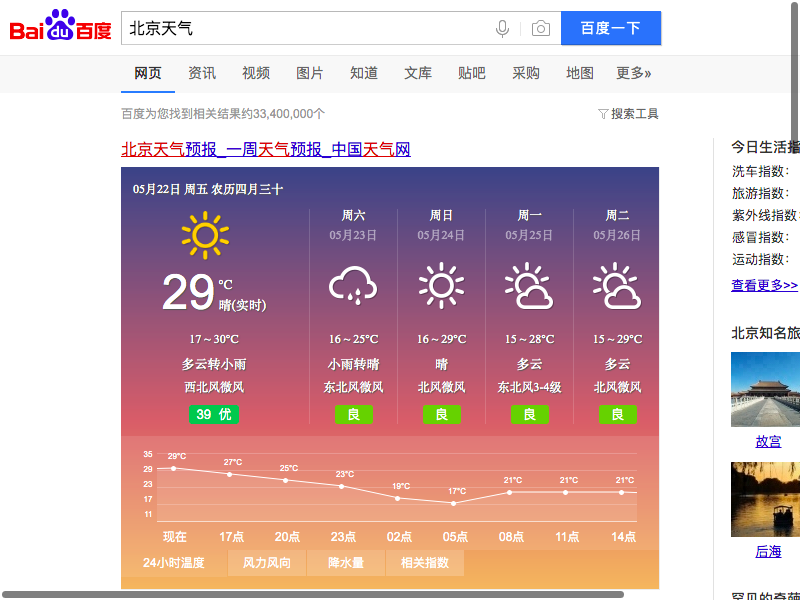 Bai du 百度
北京天气
百度一下
网页 资讯 视频 图片 知道 文库 贴吧 采购 地图 更多»
百度为您找到相关结果约33,400,000个
搜索工具
北京天气预报_一周天气预报_中国天气网
05月22日 周五 农历四月三十
29 ℃
晴(实时)
17～30℃
多云转小雨
西北风微风
39 优
周六
05月23日
16～25℃
小雨转晴
东北风微风
良
周日
05月24日
16～29℃
晴
北风微风
良
周一
05月25日
15～28℃
多云
东北风3-4级
良
周二
05月26日
15～29℃
多云
北风微风
良
35
29
23
17
11
29℃ 27℃ 25℃ 23℃ 19℃ 17℃ 21℃ 21℃ 21℃
现在 17点 20点 23点 02点 05点 08点 11点 14点
24小时温度 风力风向 降水量 相关指数
今日生活指
洗车指数：
旅游指数：
紫外线指数：
感冒指数：
运动指数：
查看更多>>
北京知名旅
故宫
后海